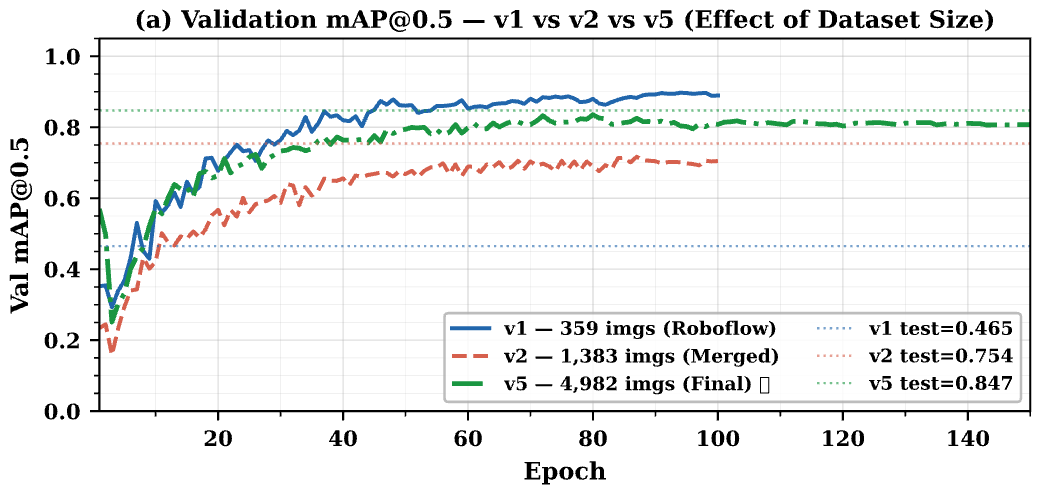 (a) Validation mAP@0.5 — v1 vs v2 vs v5 (Effect of Dataset Size)
Val mAP@0.5
1.0
0.8
0.6
0.4
0.2
0.0
v1 — 359 imgs (Roboflow)
v2 — 1,383 imgs (Merged)
v5 — 4,982 imgs (Final) ▯
v1 test=0.465
v2 test=0.754
v5 test=0.847
20 40 60 80 100 120 140
Epoch